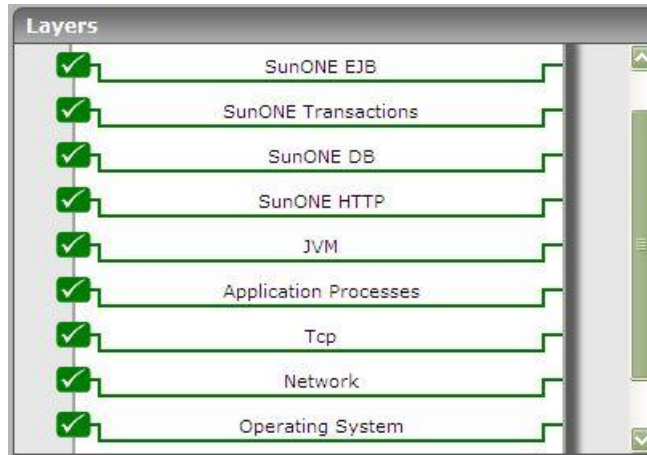 Layers
SunONE EJB
SunONE Transactions
SunONE DB
SunONE HTTP
JVM
Application Processes
Tcp
Network
Operating System